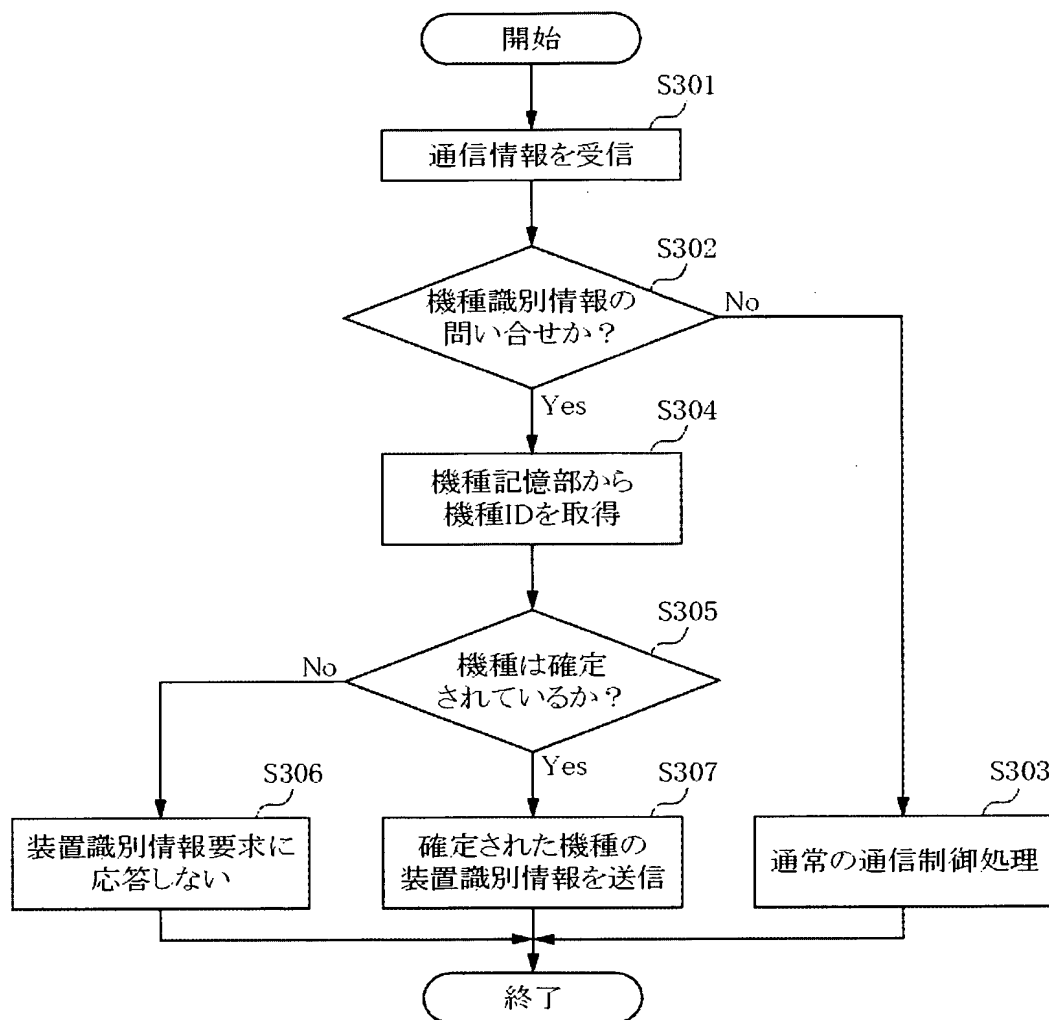 開始
S301
通信情報を受信
S302
機種識別情報の
問い合せか？
No
Yes
S304
機種記憶部から
機種IDを取得
S305
機種は確定
されているか？
No
Yes
S306
装置識別情報要求に
応答しない
S307
確定された機種の
装置識別情報を送信
S303
通常の通信制御処理
終了